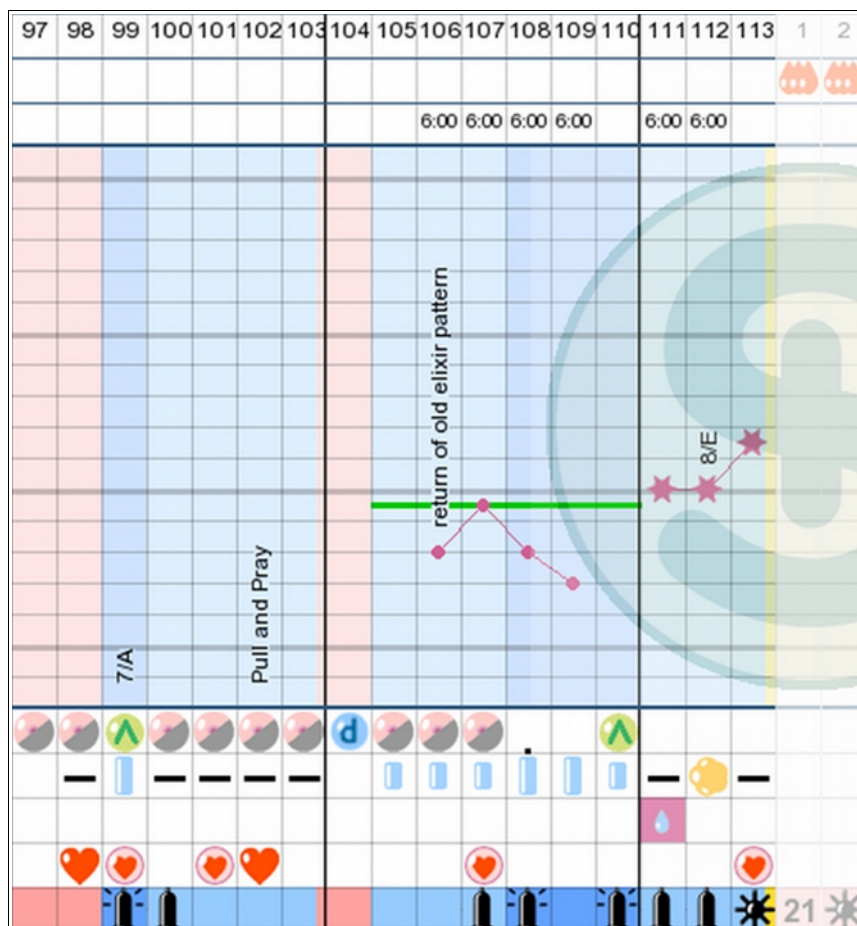 97 98 99 100 101 102 103 104 105 106 107 108 109 110 111 112 113 1 2
6:00 6:00 6:00 6:00 6:00 6:00
return of old elixir pattern
8/E
Pull and Pray
7/A
d
21